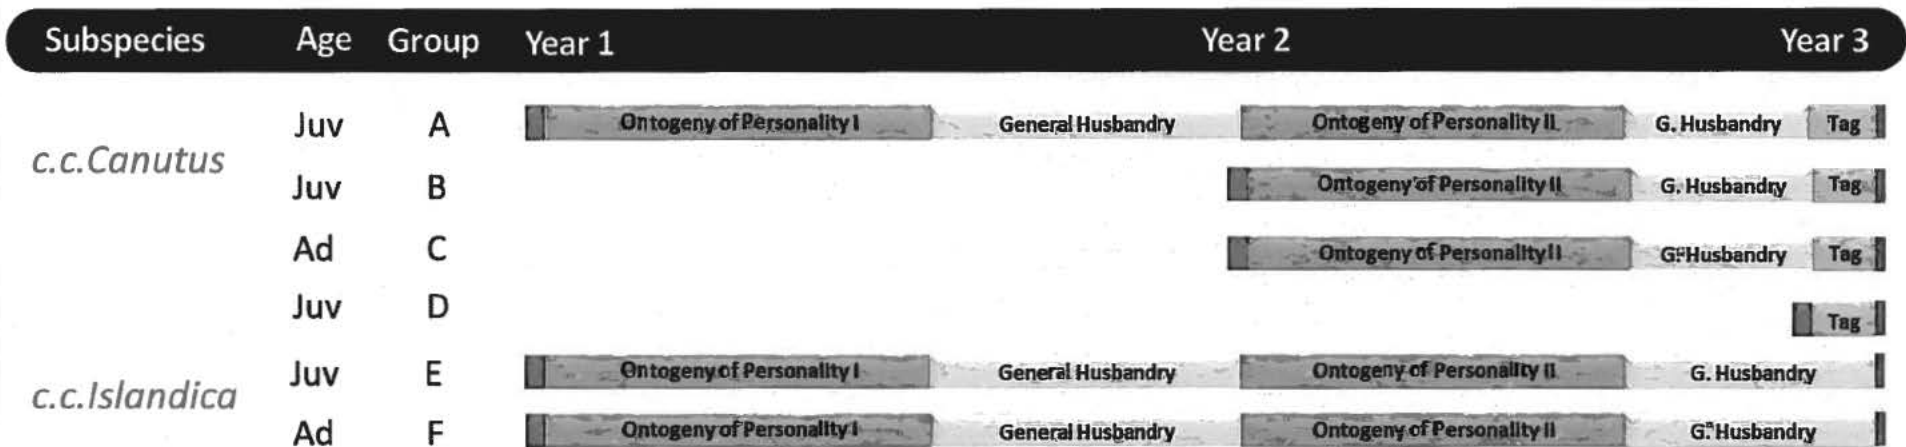 Subspecies Age Group Year 1 Year 2 Year 3
Juv A Ontogeny of Personality I General Husbandry Ontogeny of Personality II G. Husbandry Tag
c.c.Canutus
Juv B Ontogeny of Personality II G. Husbandry Tag
Ad C Ontogeny of Personality II G. Husbandry Tag
Juv D Tag
Juv E Ontogeny of Personality I General Husbandry Ontogeny of Personality II G. Husbandry
c.c.Islandica
Ad F Ontogeny of Personality I General Husbandry Ontogeny of Personality II G. Husbandry